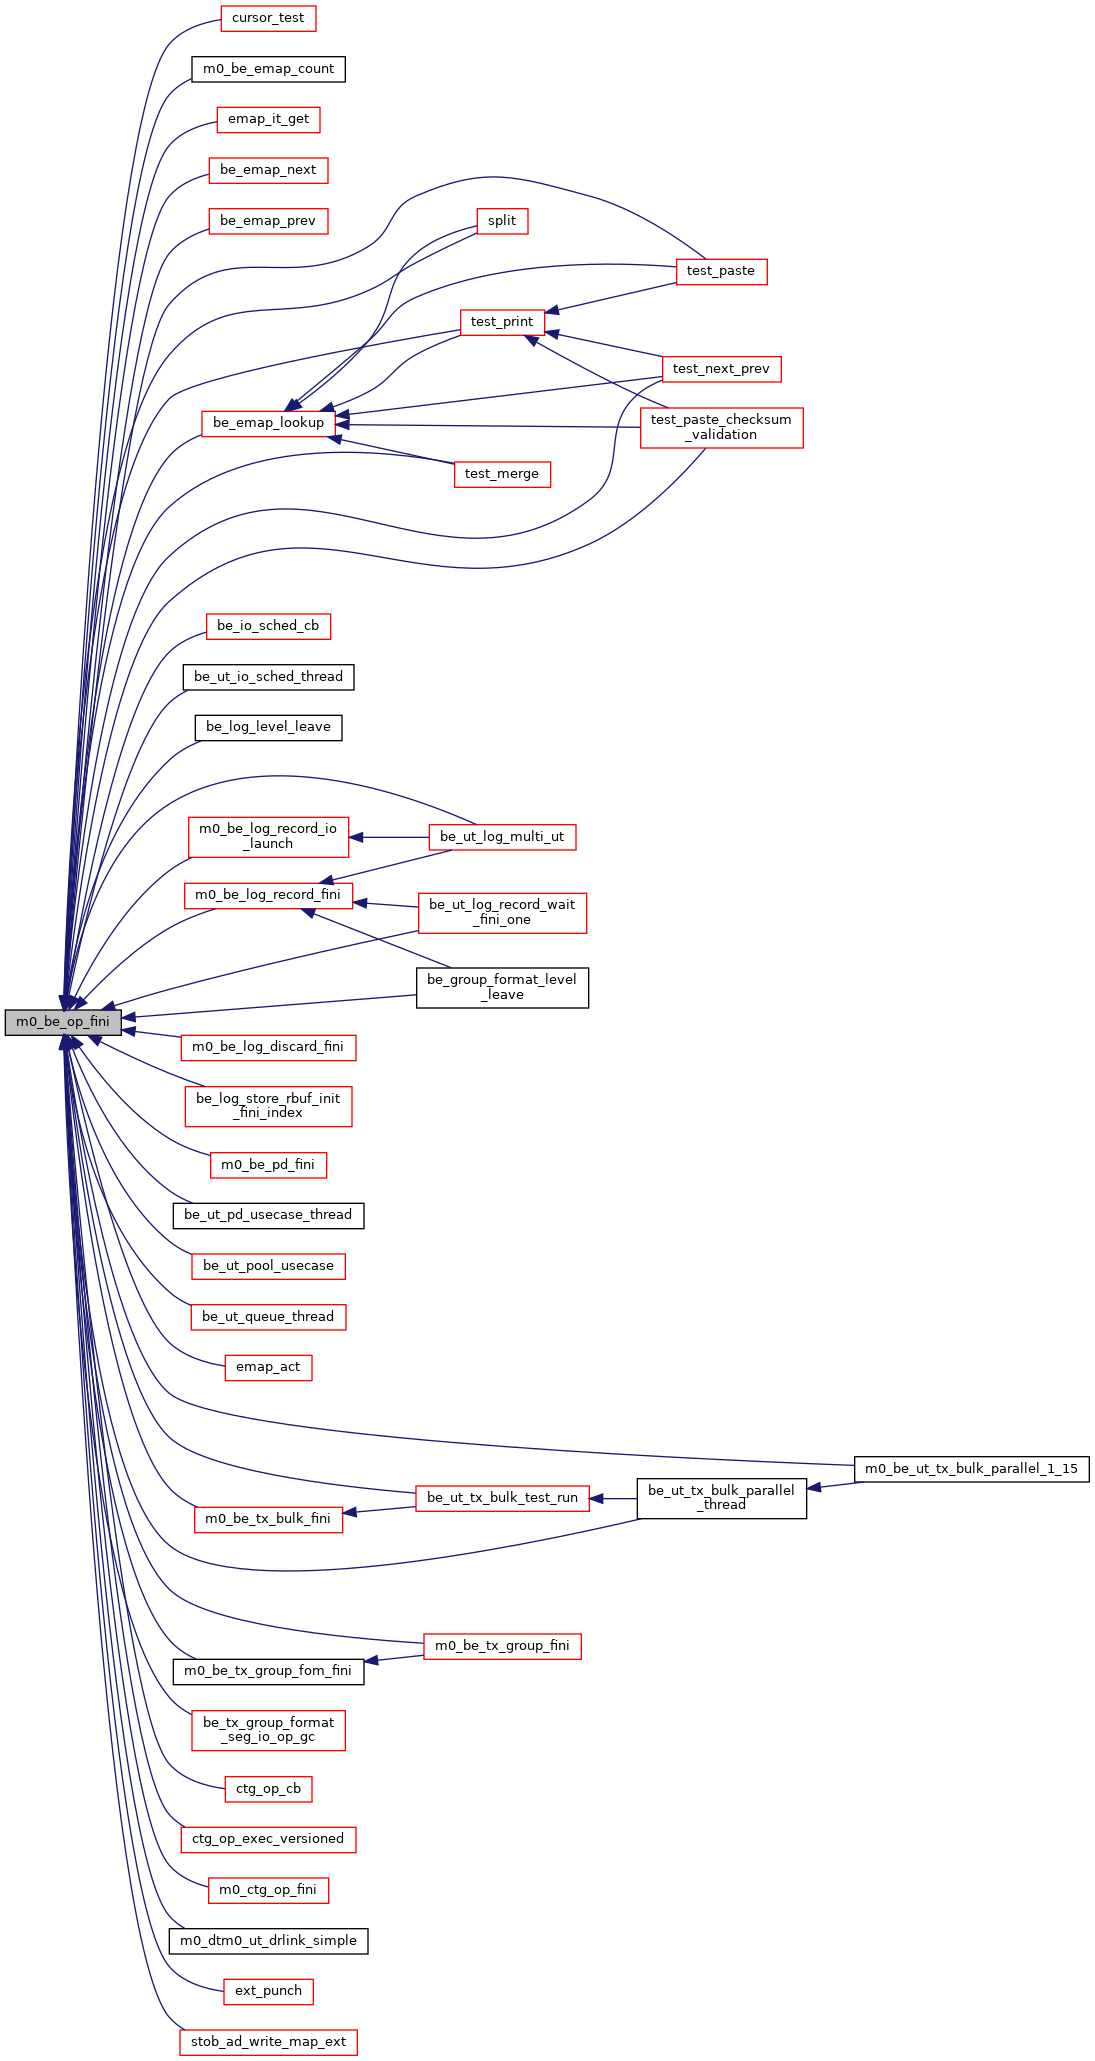 cursor_test
m0_be_emap_count
emap_it_get
be_emap_next
be_emap_prev
split
test_paste
test_print
test_next_prev
be_emap_lookup
test_paste_checksum
_validation
test_merge
be_io_sched_cb
be_ut_io_sched_thread
be_log_level_leave
m0_be_log_record_io
_launch
be_ut_log_multi_ut
m0_be_log_record_fini
be_ut_log_record_wait
_fini_one
be_group_format_level
_leave
m0_be_op_fini
m0_be_log_discard_fini
be_log_store_rbuf_init
_fini_index
m0_be_pd_fini
be_ut_pd_usecase_thread
be_ut_pool_usecase
be_ut_queue_thread
emap_act
m0_be_ut_tx_bulk_parallel_1_15
be_ut_tx_bulk_parallel
_thread
be_ut_tx_bulk_test_run
m0_be_tx_bulk_fini
m0_be_tx_group_fini
m0_be_tx_group_fom_fini
be_tx_group_format
_seg_io_op_gc
ctg_op_cb
ctg_op_exec_versioned
m0_ctg_op_fini
m0_dtm0_ut_drlink_simple
ext_punch
stob_ad_write_map_ext